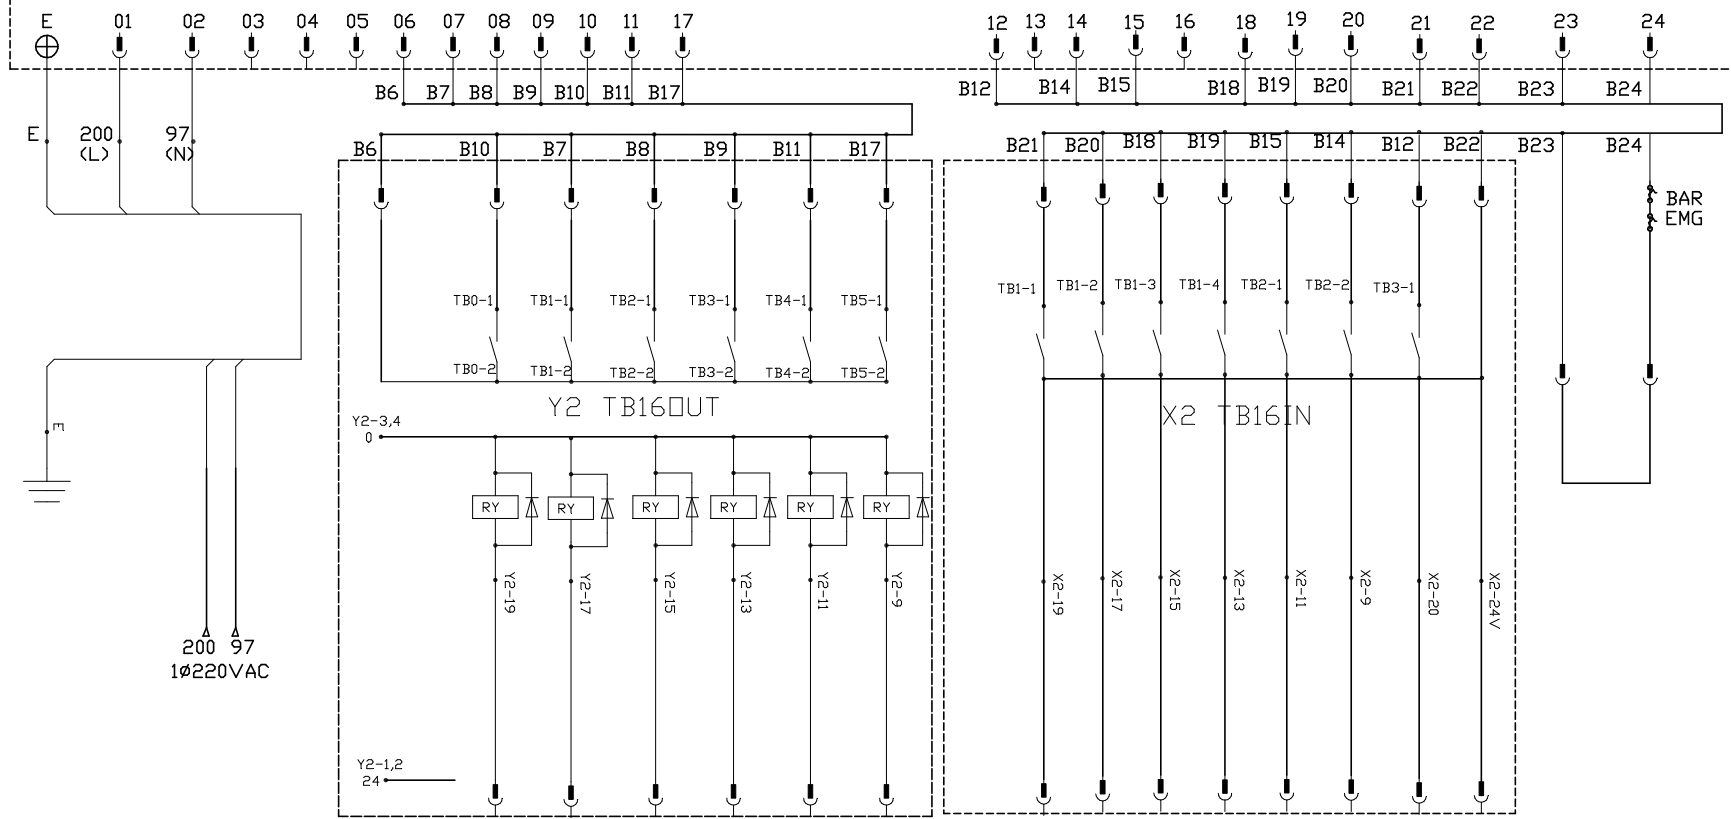 E 01 02 03 04 05 06 07 08 09 10 11 17 12 13 14 15 16 18 19 20 21 22 23 24
B6 B7 B8 B9 B10 B11 B17 B12 B14 B15 B18 B19 B20 B21 B22 B23 B24
E 200 97
(L) (N)
B6 B10 B7 B8 B9 B11 B17 B21 B20 B18 B19 B15 B14 B12 B22 B23 B24
BAR
EMG
TB0-1 TB1-1 TB2-1 TB3-1 TB4-1 TB5-1 TB1-1 TB1-2 TB1-3 TB1-4 TB2-1 TB2-2 TB3-1
TB0-2 TB1-2 TB2-2 TB3-2 TB4-2 TB5-2
Y2 TB16OUT
X2 TB16IN
Y2-3,4
0
E
RY RY RY RY RY RY
Y2-19 Y2-17 Y2-15 Y2-13 Y2-11 Y2-9 X2-19 X2-17 X2-15 X2-13 X2-11 X2-9 X2-20 X2-24V
200 97
1ø220VAC
Y2-1,2
24